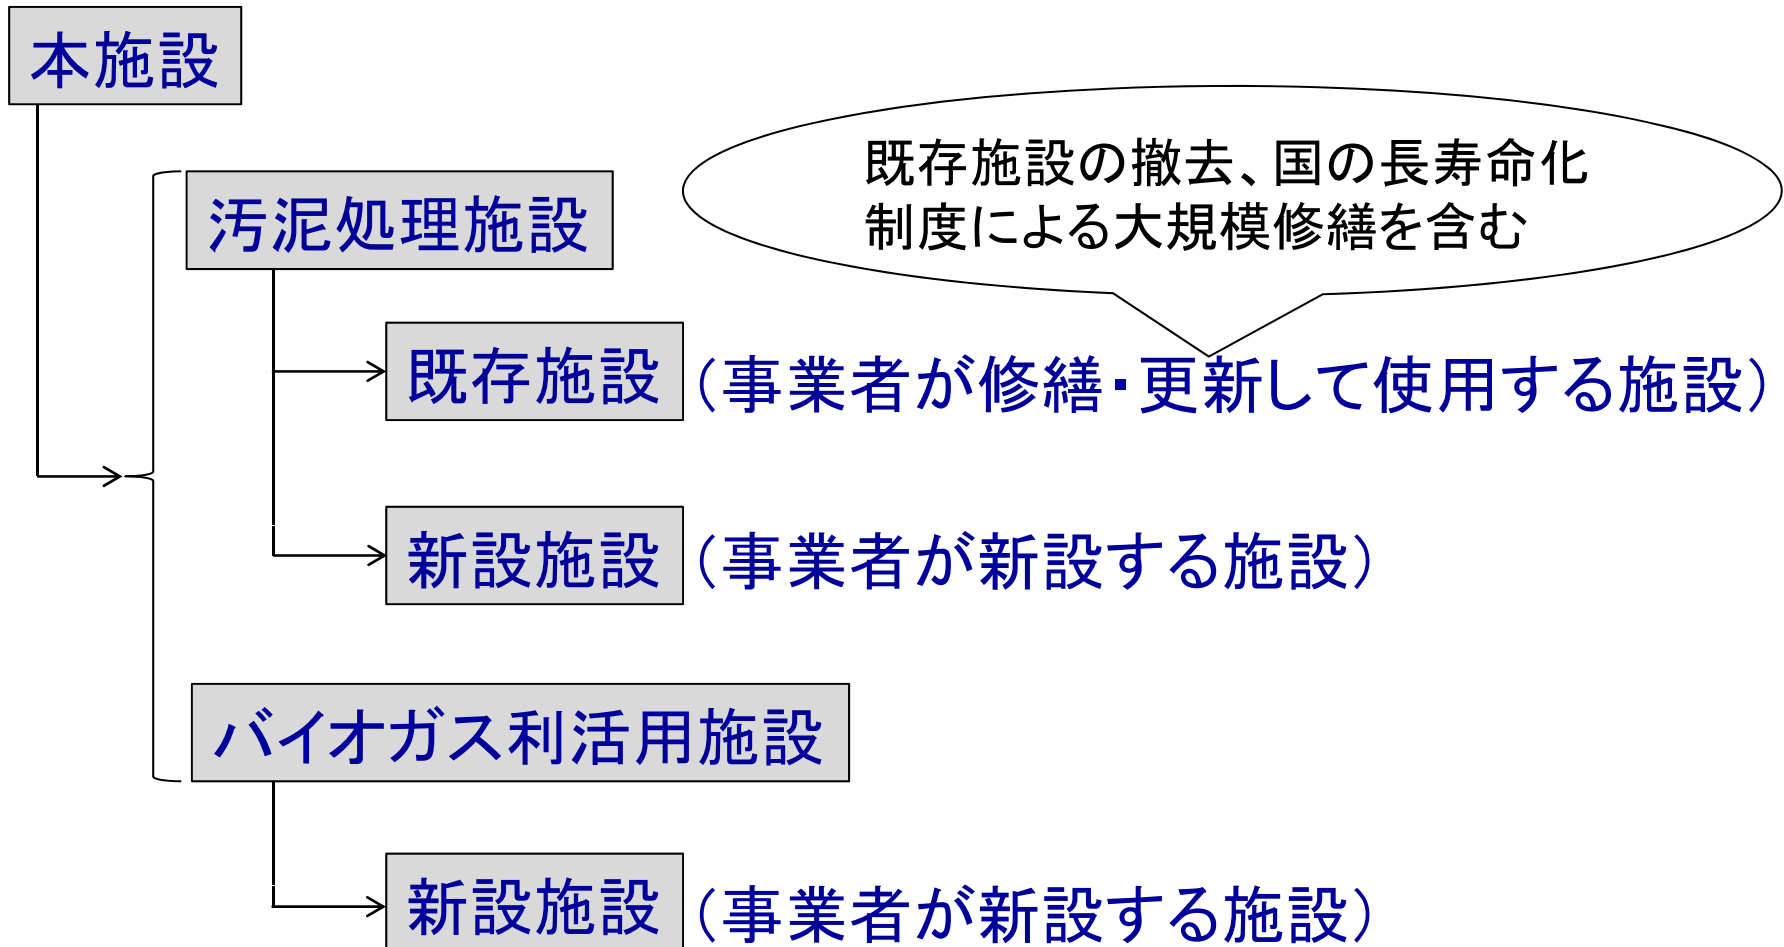 本施設
既存施設の撤去、国の長寿命化
制度による大規模修繕を含む
汚泥処理施設
既存施設（事業者が修繕・更新して使用する施設）
新設施設（事業者が新設する施設）
バイオガス利活用施設
新設施設（事業者が新設する施設）